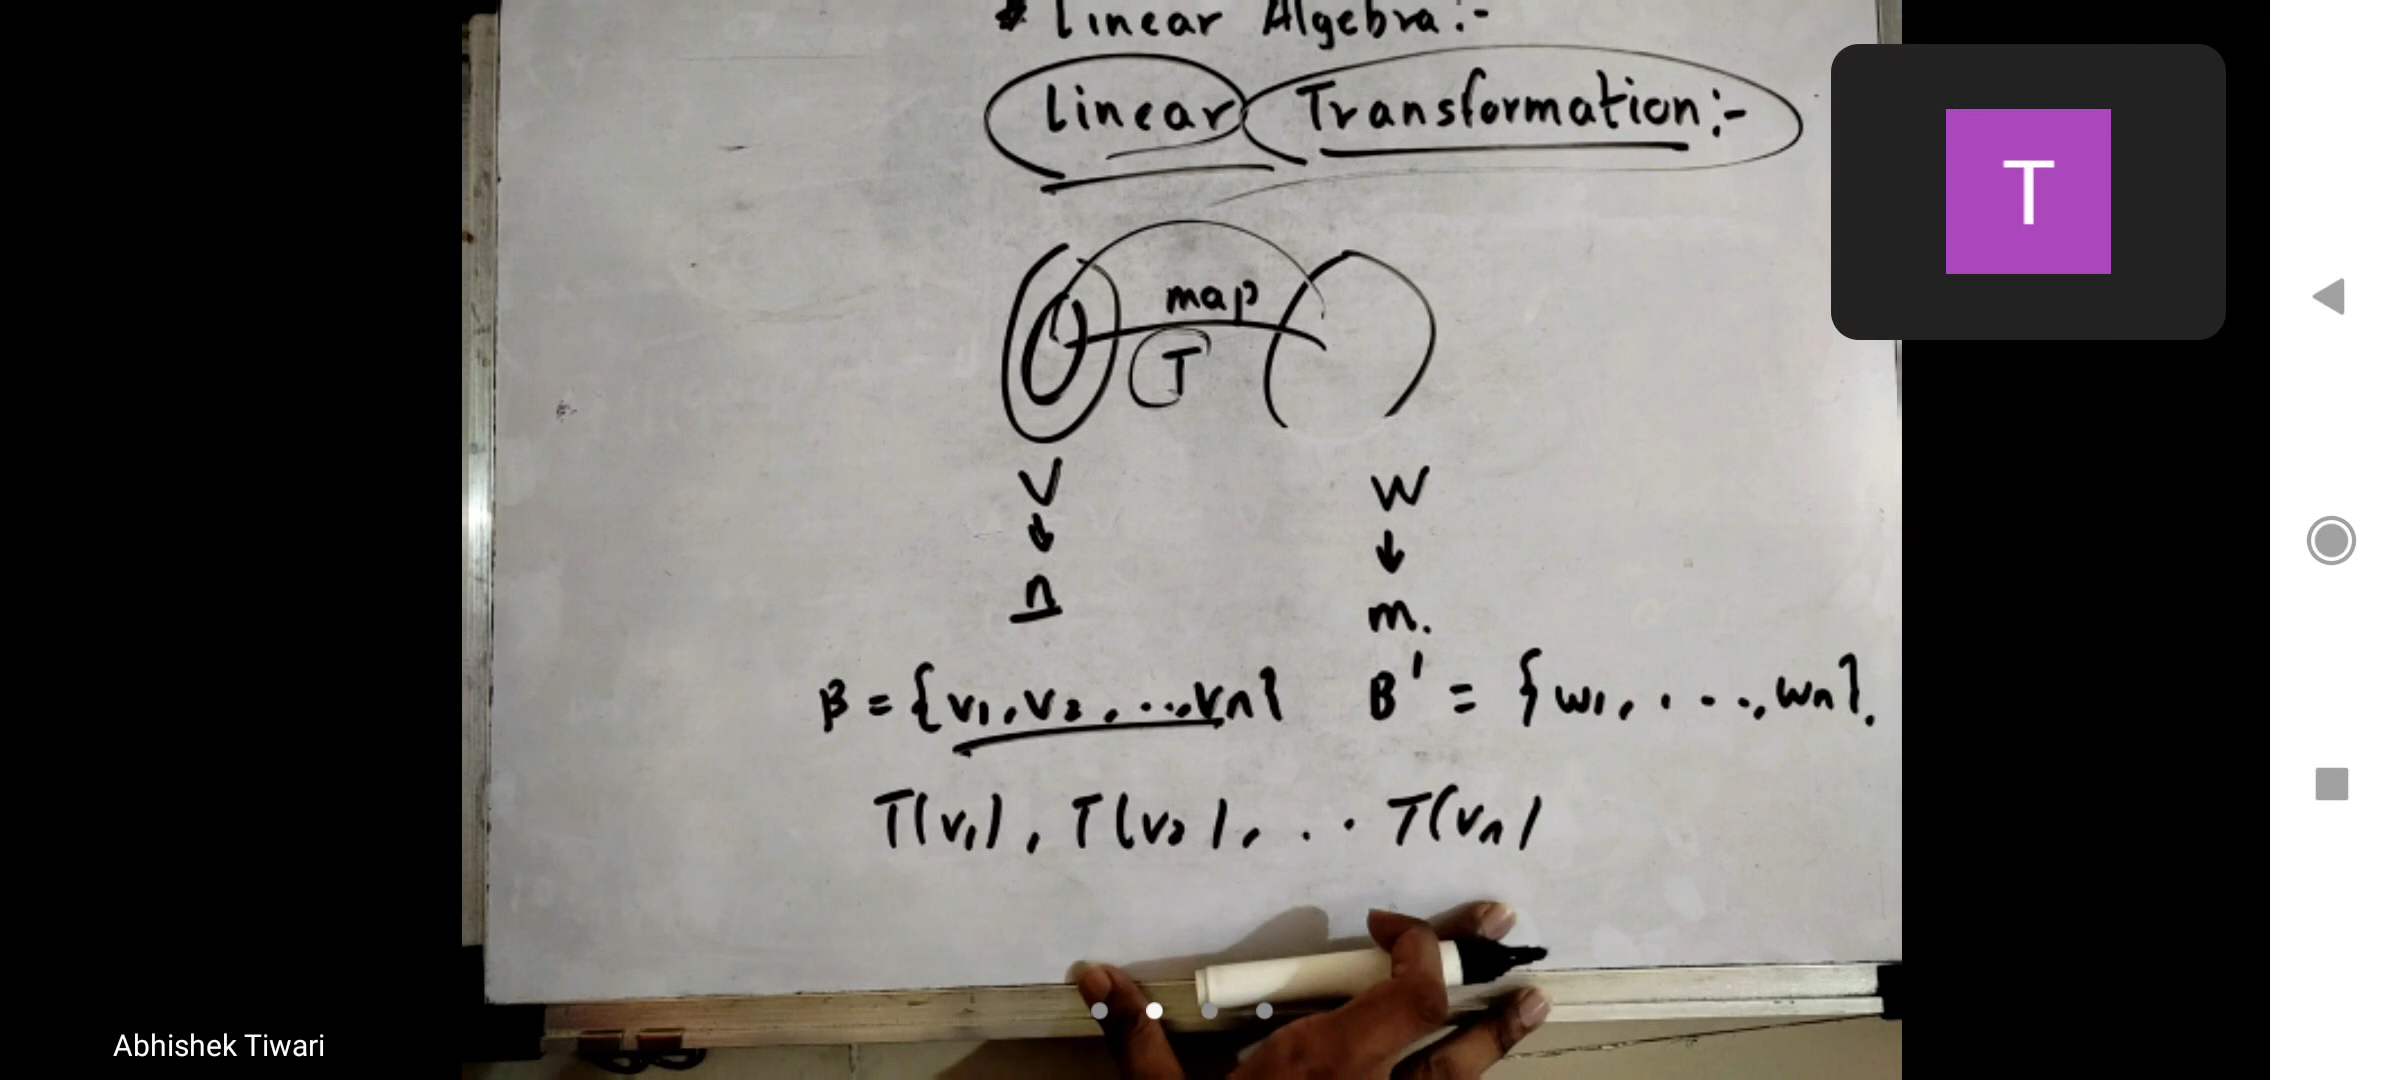 * Linear Algebra :-
Linear Transformation :-
T
map
T
V W
↓ ↓
n m.
B = {v1, v2, ..., vn} B' = {w1, ...., wn}.
T(v1), T(v2), ... T(vn)
Abhishek Tiwari